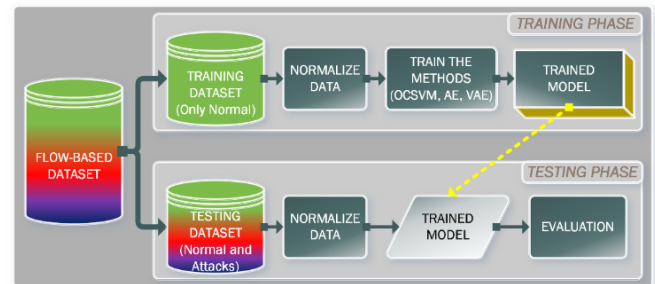 TRAINING PHASE
FLOW-BASED
DATASET
TRAINING
DATASET
(Only Normal)
NORMALIZE
DATA
TRAIN THE
METHODS
(OCSVM, AE, VAE)
TRAINED
MODEL
TESTING PHASE
TESTING
DATASET
(Normal and
Attacks)
NORMALIZE
DATA
TRAINED
MODEL
EVALUATION